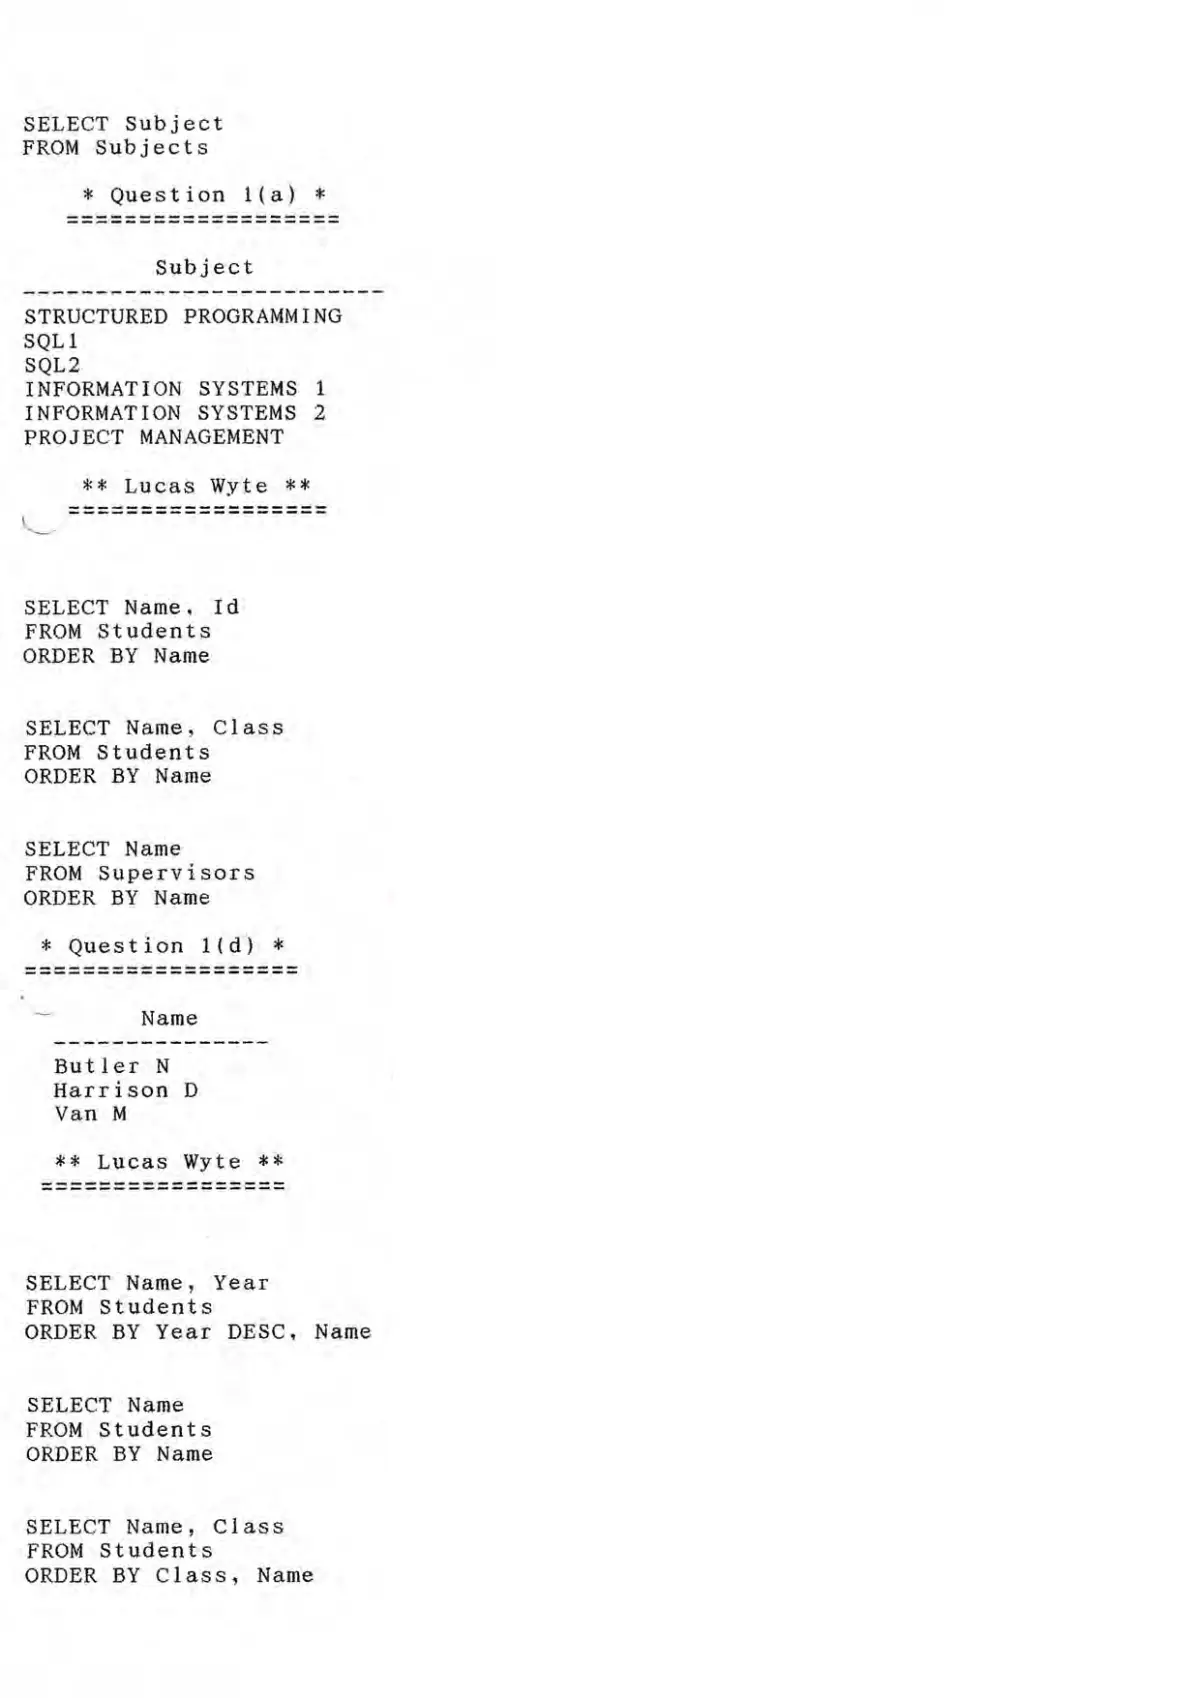 SELECT Subject
FROM Subjects
* Question 1(a) *
===================
Subject
-------------------------
STRUCTURED PROGRAMMING
SQL1
SQL2
INFORMATION SYSTEMS 1
INFORMATION SYSTEMS 2
PROJECT MANAGEMENT
** Lucas Wyte **
==================
SELECT Name, Id
FROM Students
ORDER BY Name
SELECT Name, Class
FROM Students
ORDER BY Name
SELECT Name
FROM Supervisors
ORDER BY Name
* Question 1(d) *
===================
Name
---------------
Butler N
Harrison D
Van M
** Lucas Wyte **
=================
SELECT Name, Year
FROM Students
ORDER BY Year DESC, Name
SELECT Name
FROM Students
ORDER BY Name
SELECT Name, Class
FROM Students
ORDER BY Class, Name